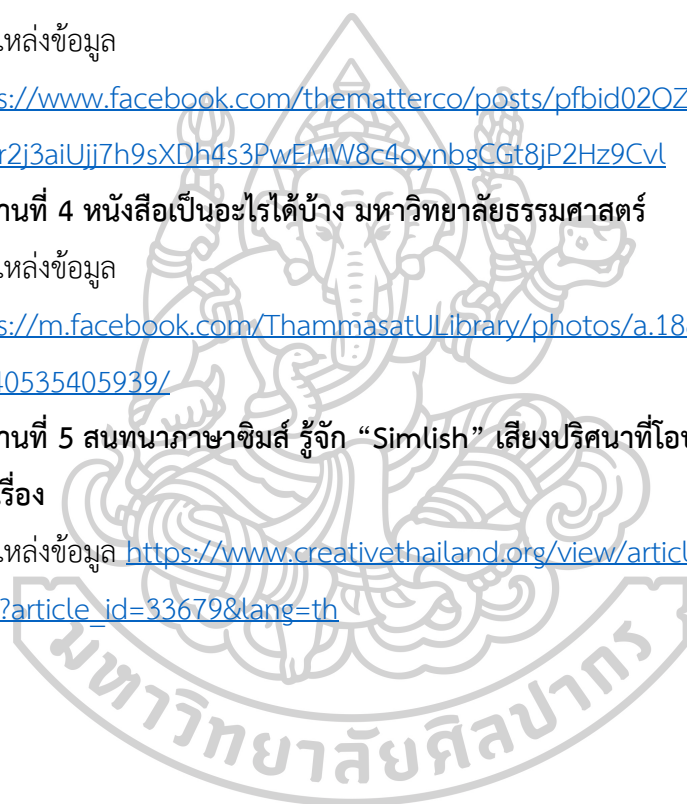 หล่งข้อมูล
s://www.facebook.com/thematterco/posts/pfbid02QZ
r2j3aiUjj7h9sXDh4s3PwEMW8c4oynbgCGt8jP2Hz9Cvl
านที่ 4 หนังสือเป็นอะไรได้บ้าง มหาวิทยาลัยธรรมศาสตร์
หล่งข้อมูล
s://m.facebook.com/ThammasatULibrary/photos/a.18
40535405939/
านที่ 5 สนทนาภาษาซิมส์ รู้จัก “Simlish” เสียงปริศนาที่โอ
รื่อง
หล่งข้อมูล https://www.creativethailand.org/view/articl
?article_id=33679&lang=th
มหาวิทยาลัยศิลปากร